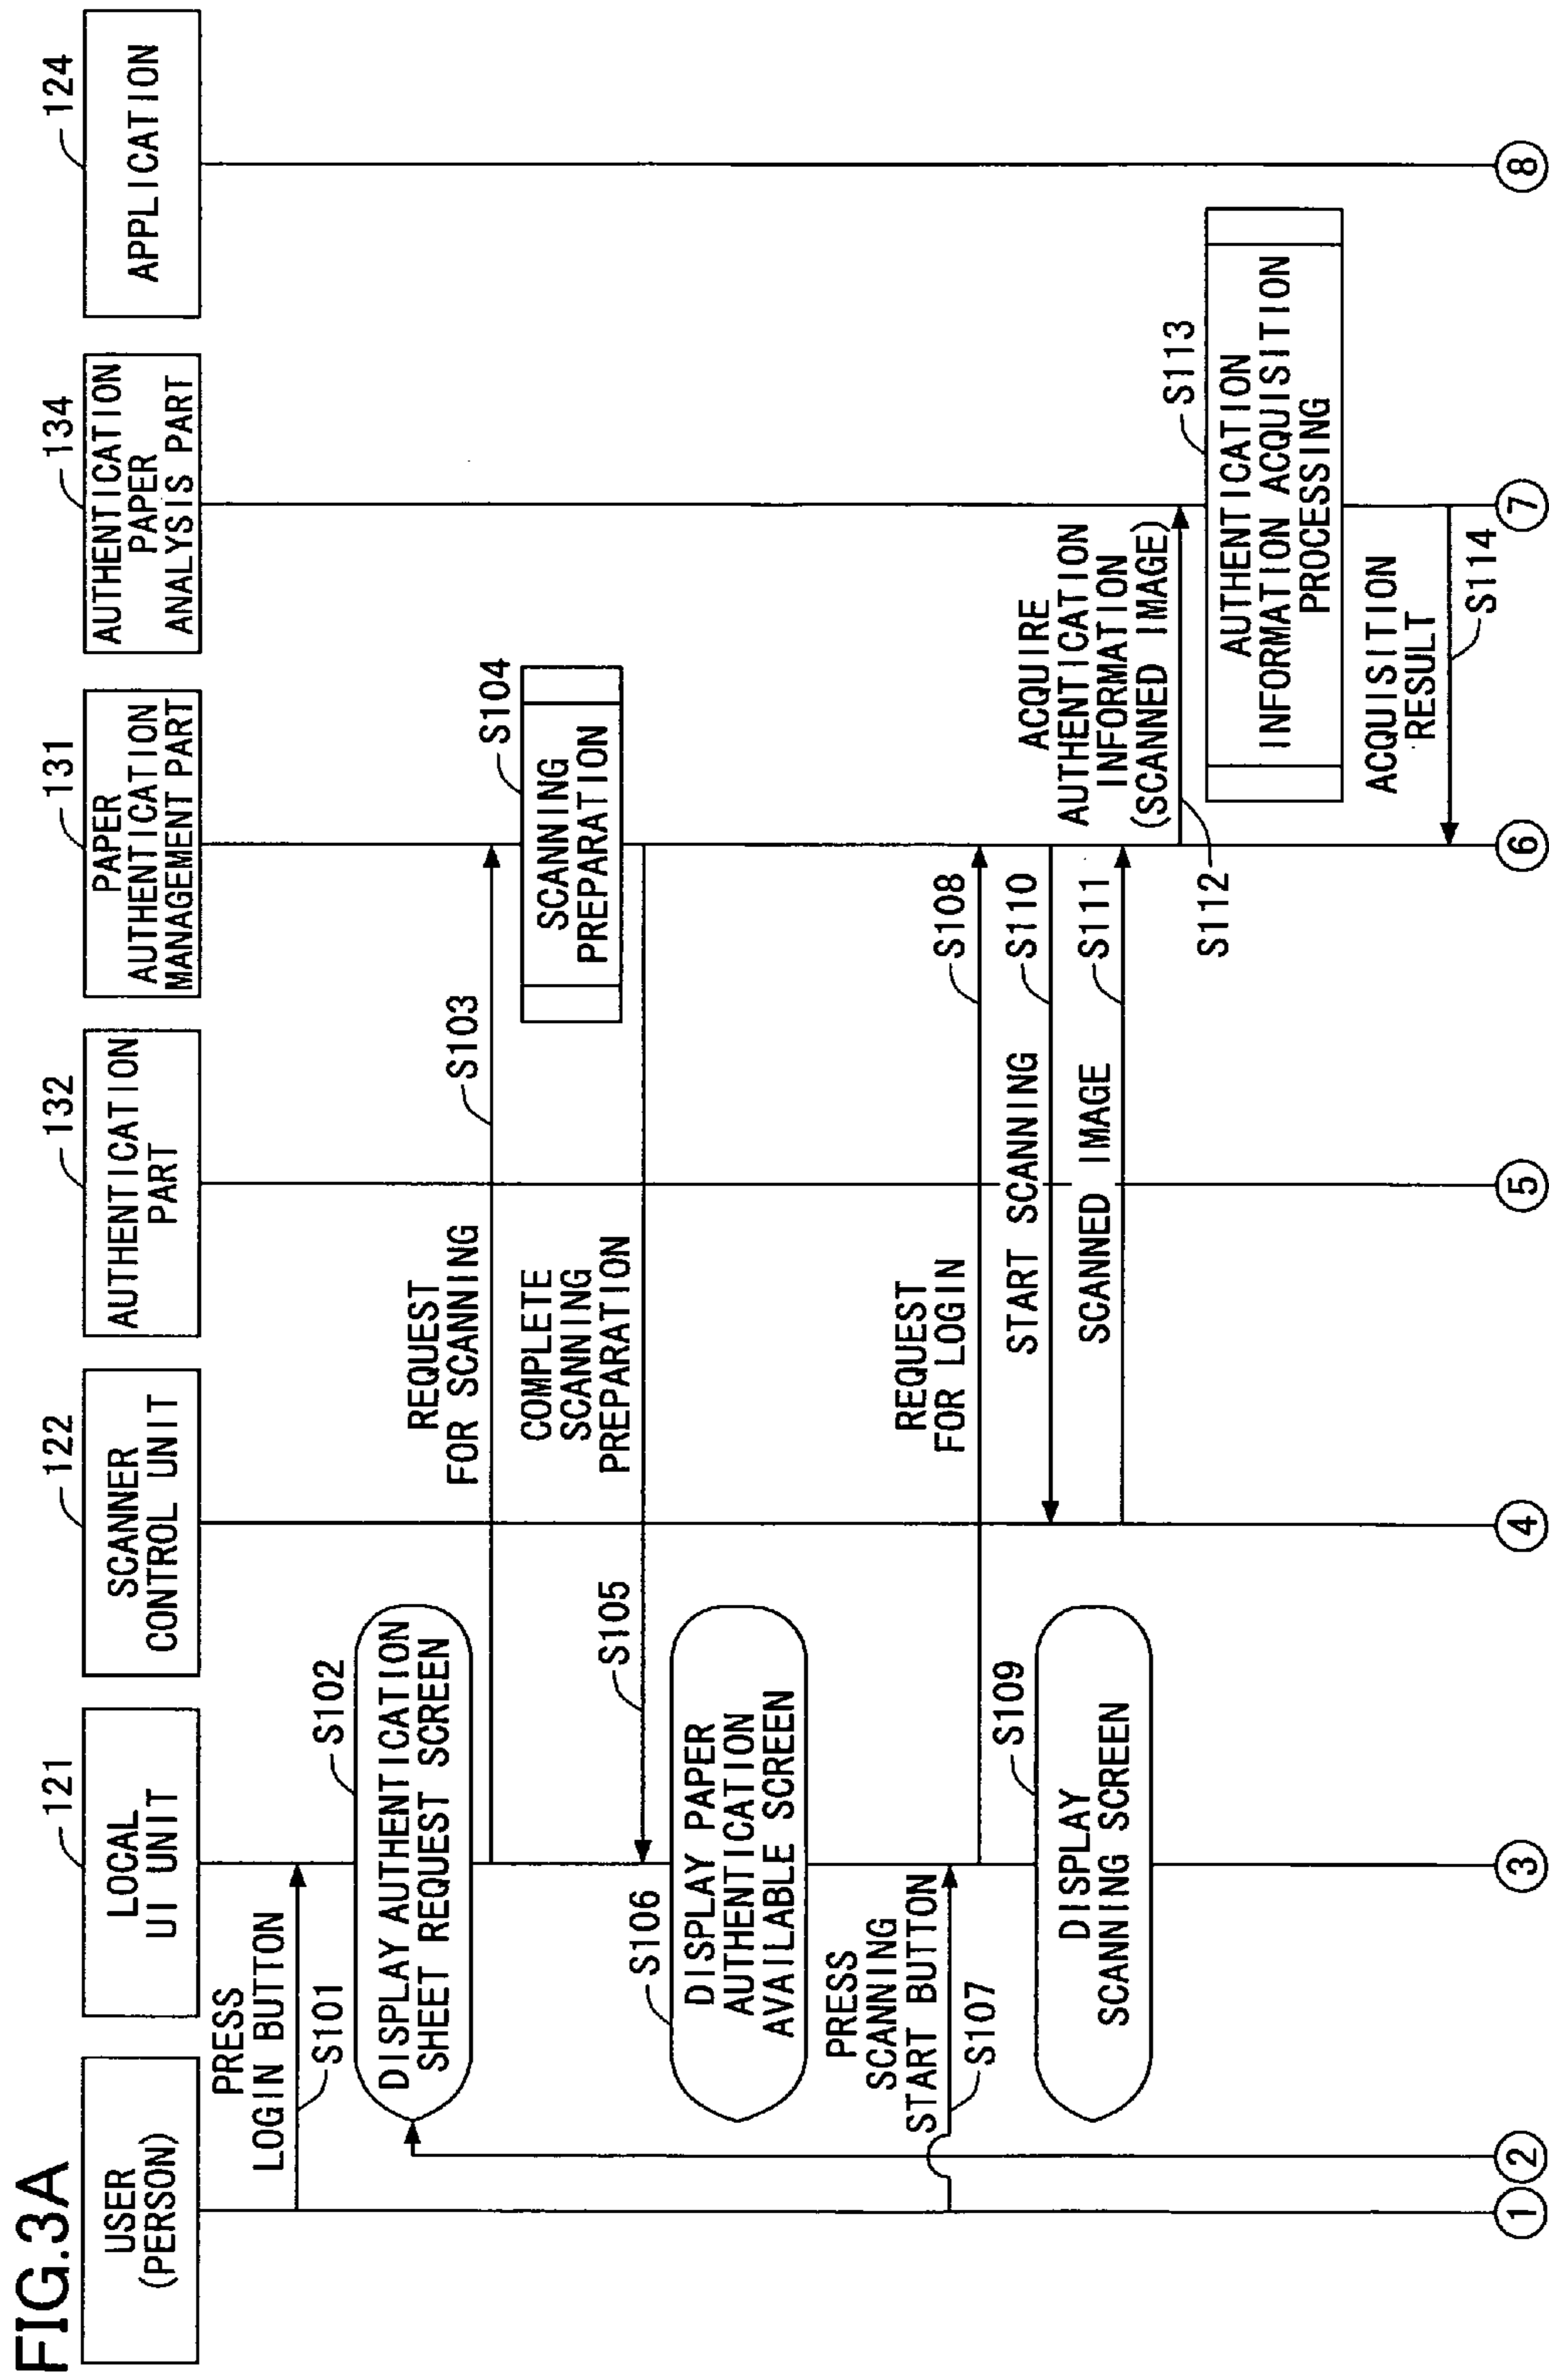 FIG.3A
USER
(PERSON)
121
LOCAL
UI UNIT
122
SCANNER
CONTROL UNIT
132
AUTHENTICATION
PART
131
PAPER
AUTHENTICATION
MANAGEMENT PART
134
AUTHENTICATION
PAPER
ANALYSIS PART
124
APPLICATION
PRESS
LOGIN BUTTON
S101
S102
DISPLAY AUTHENTICATION
SHEET REQUEST SCREEN
REQUEST
FOR SCANNING
S103
S104
SCANNING
PREPARATION
COMPLETE
SCANNING
PREPARATION
S105
S106
DISPLAY PAPER
AUTHENTICATION
AVAILABLE SCREEN
PRESS
SCANNING
START BUTTON
S107
REQUEST
FOR LOGIN
S108
S109
DISPLAY
SCANNING SCREEN
START SCANNING
S110
SCANNED IMAGE
S111
ACQUIRE
AUTHENTICATION
INFORMATION
(SCANNED IMAGE)
S112
S113
AUTHENTICATION
INFORMATION ACQUISITION
PROCESSING
ACQUISITION
RESULT
S114
1
2
3
4
5
6
7
8